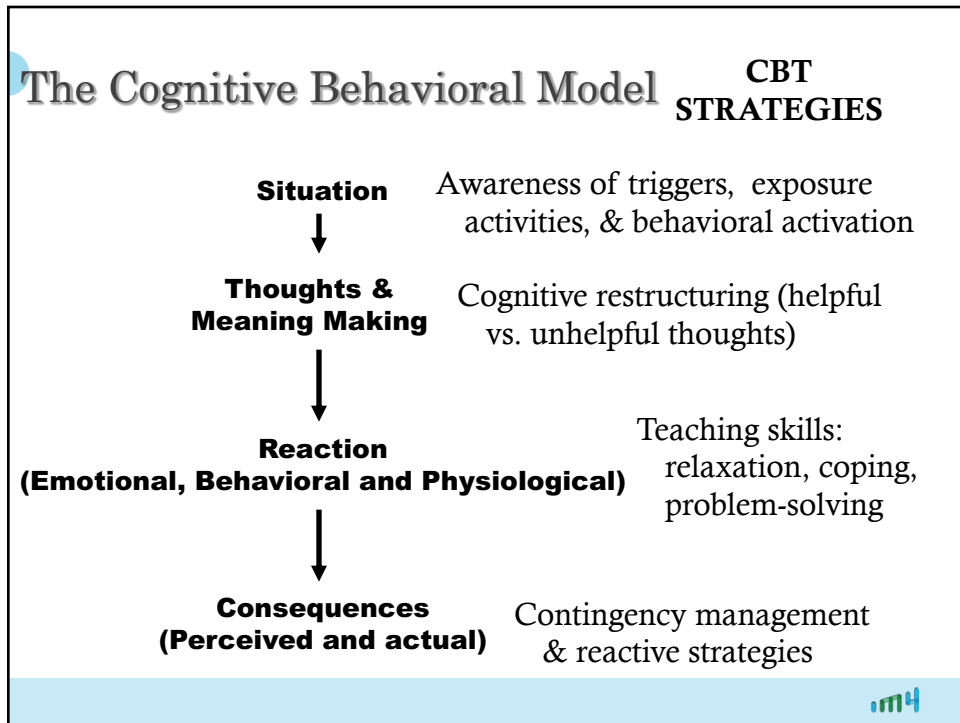 The Cognitive Behavioral Model
CBT
STRATEGIES
Situation
Awareness of triggers, exposure
activities, & behavioral activation
Thoughts &
Meaning Making
Cognitive restructuring (helpful
vs. unhelpful thoughts)
Reaction
(Emotional, Behavioral and Physiological)
Teaching skills:
relaxation, coping,
problem-solving
Consequences
(Perceived and actual)
Contingency management
& reactive strategies